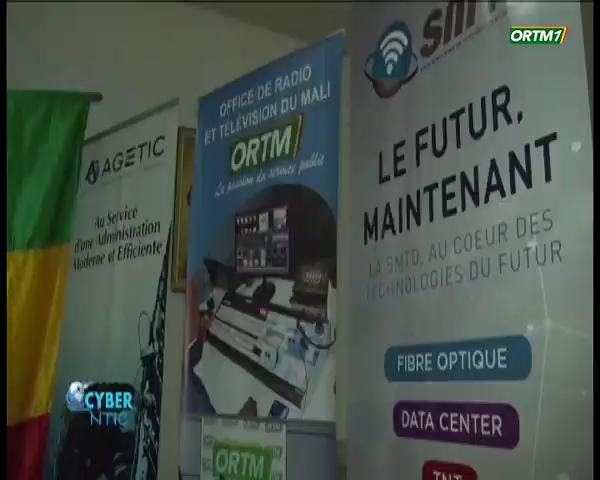 AGETIC
Au Service
d'une Administration
Moderne et Efficiente
OFFICE DE RADIO
ET TÉLÉVISION DU MALI
ORTM
La passion du service public
ORTM
SMTD
LE FUTUR,
MAINTENANT
LA SMTD, AU COEUR DES
TECHNOLOGIES DU FUTUR
FIBRE OPTIQUE
DATA CENTER
TNT
ORTM1
CYBER
NTIC